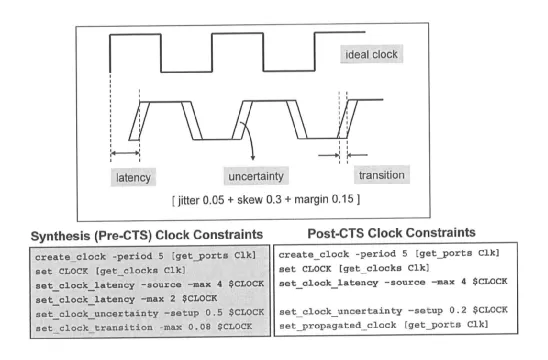 ideal clock
latency
uncertainty
transition
[ jitter 0.05 + skew 0.3 + margin 0.15 ]
Synthesis (Pre-CTS) Clock Constraints
create_clock -period 5 [get_ports Clk]
set CLOCK [get_clocks Clk]
set_clock_latency -source -max 4 $CLOCK
set_clock_latency -max 2 $CLOCK
set_clock_uncertainty -setup 0.5 $CLOCK
set_clock_transition -max 0.08 $CLOCK
Post-CTS Clock Constraints
create_clock -period 5 [get_ports Clk]
set CLOCK [get_clocks Clk]
set_clock_latency -source -max 4 $CLOCK
set_clock_uncertainty -setup 0.2 $CLOCK
set_propagated_clock [get_ports Clk]